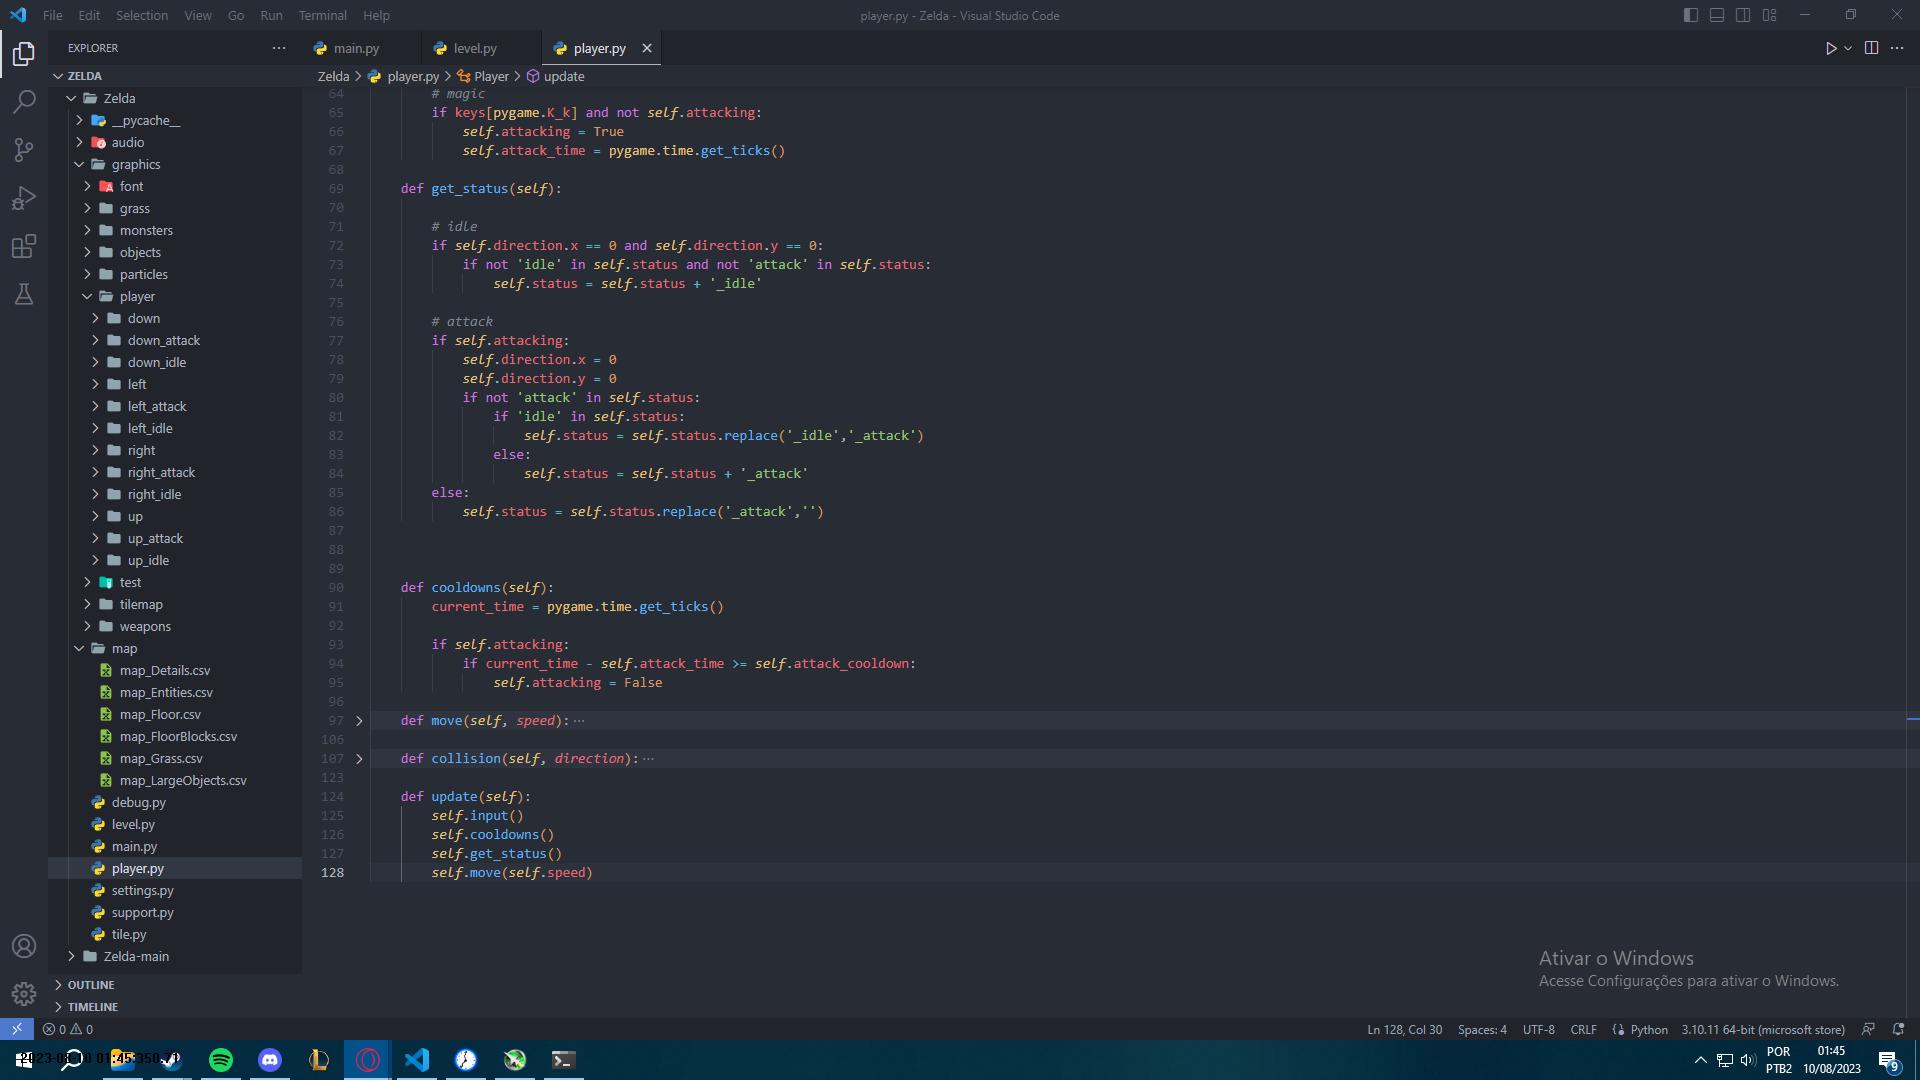 File Edit Selection View Go Run Terminal Help
player.py - Zelda - Visual Studio Code
EXPLORER
main.py
level.py
player.py
ZELDA
Zelda
__pycache__
audio
graphics
font
grass
monsters
objects
particles
player
down
down_attack
down_idle
left
left_attack
left_idle
right
right_attack
right_idle
up
up_attack
up_idle
test
tilemap
weapons
map
map_Details.csv
map_Entities.csv
map_Floor.csv
map_FloorBlocks.csv
map_Grass.csv
map_LargeObjects.csv
debug.py
level.py
main.py
player.py
settings.py
support.py
tile.py
Zelda-main
OUTLINE
TIMELINE
Zelda > player.py > Player > update
64 # magic
65 if keys[pygame.K_k] and not self.attacking:
66 self.attacking = True
67 self.attack_time = pygame.time.get_ticks()
68
69 def get_status(self):
70
71 # idle
72 if self.direction.x == 0 and self.direction.y == 0:
73 if not 'idle' in self.status and not 'attack' in self.status:
74 self.status = self.status + '_idle'
75
76 # attack
77 if self.attacking:
78 self.direction.x = 0
79 self.direction.y = 0
80 if not 'attack' in self.status:
81 if 'idle' in self.status:
82 self.status = self.status.replace('_idle','_attack')
83 else:
84 self.status = self.status + '_attack'
85 else:
86 self.status = self.status.replace('_attack','')
87
88
89
90 def cooldowns(self):
91 current_time = pygame.time.get_ticks()
92
93 if self.attacking:
94 if current_time - self.attack_time >= self.attack_cooldown:
95 self.attacking = False
96
97 def move(self, speed):···
106
107 def collision(self, direction):···
123
124 def update(self):
125 self.input()
126 self.cooldowns()
127 self.get_status()
128 self.move(self.speed)
Ativar o Windows
Acesse Configurações para ativar o Windows.
0 0
Ln 128, Col 30 Spaces: 4 UTF-8 CRLF Python 3.10.11 64-bit (microsoft store)
POR
PTB2
01:45
10/08/2023
9